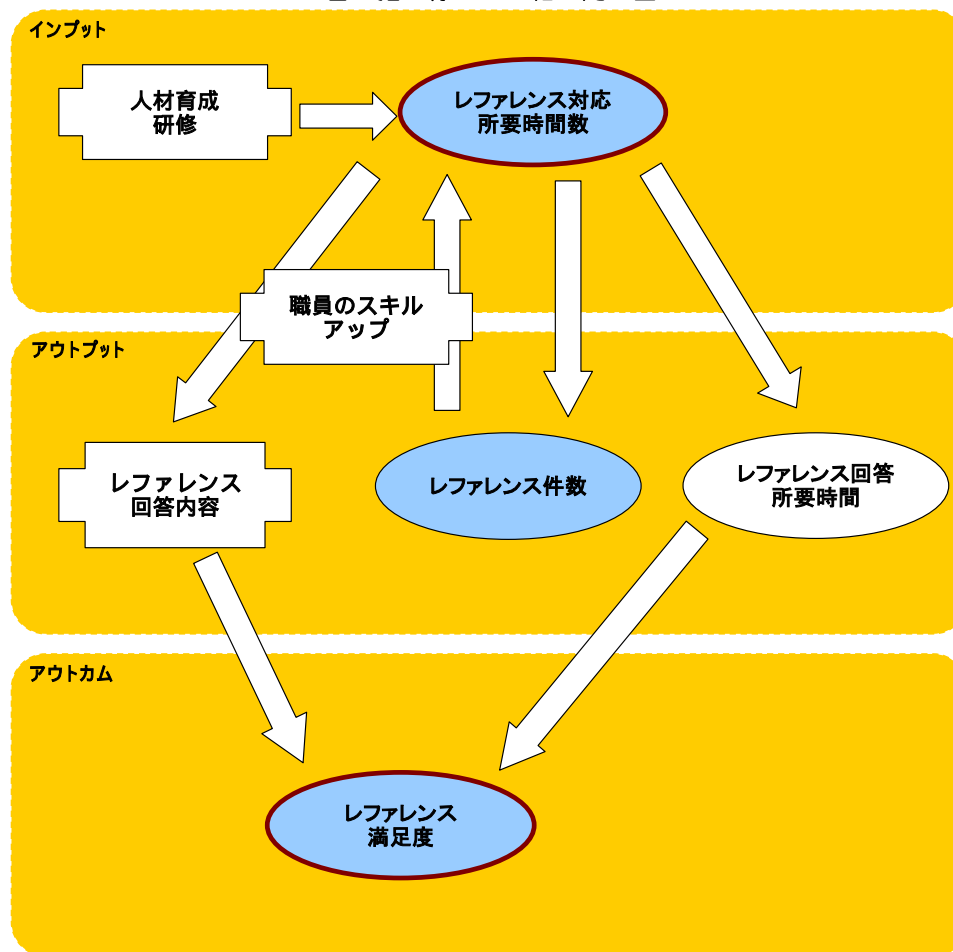 インプット
人材育成
研修
レファレンス対応
所要時間数
職員のスキル
アップ
アウトプット
レファレンス
回答内容
レファレンス件数
レファレンス回答
所要時間
アウトカム
レファレンス
満足度